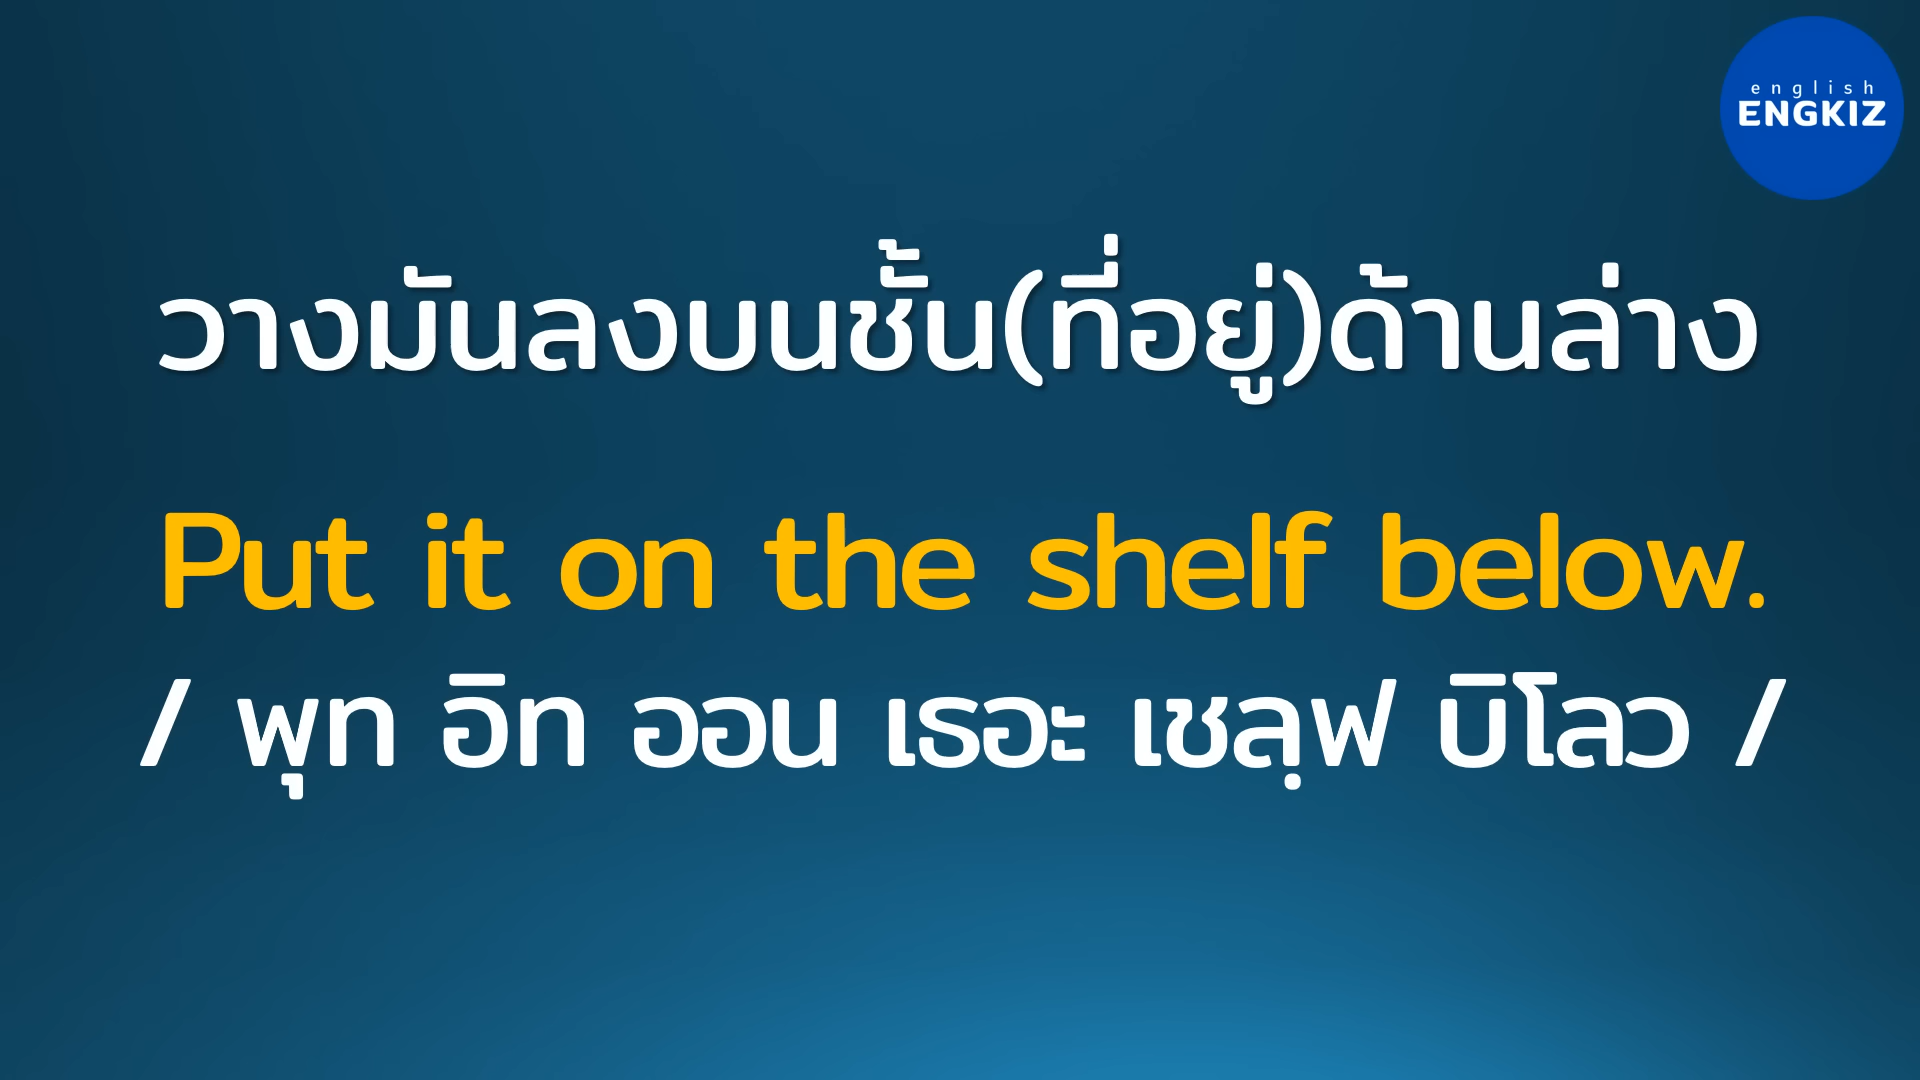 english
ENGKIZ
วางมันลงบนชั้น(ที่อยู่)ด้านล่าง
Put it on the shelf below.
/ พุท อิท ออน เธอะ เชลฺฟ บิโลว /